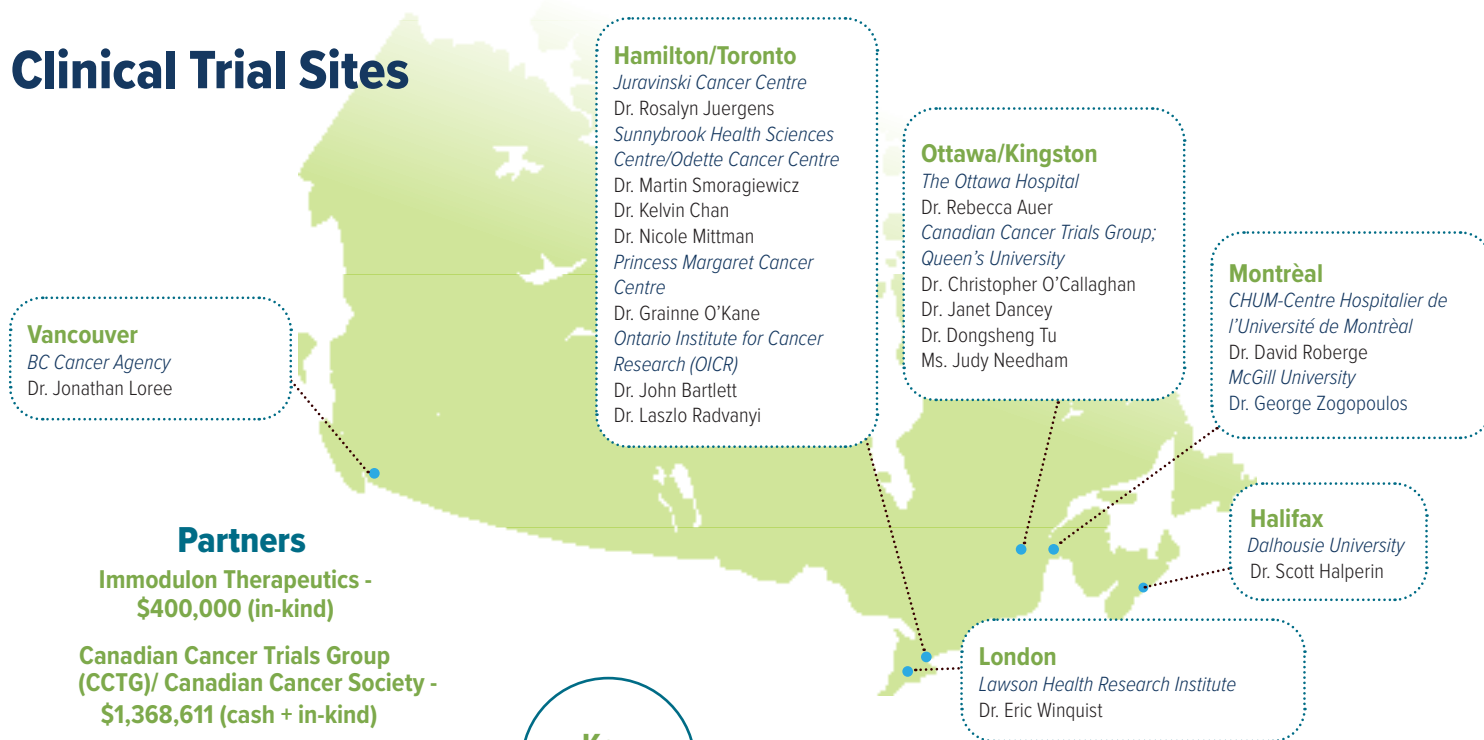 Clinical Trial Sites
Hamilton/Toronto
Juravinski Cancer Centre
Dr. Rosalyn Juergens
Sunnybrook Health Sciences
Centre/Odette Cancer Centre
Dr. Martin Smoragiewicz
Dr. Kelvin Chan
Dr. Nicole Mittman
Princess Margaret Cancer
Centre
Dr. Grainne O'Kane
Ontario Institute for Cancer
Research (OICR)
Dr. John Bartlett
Dr. Laszlo Radvanyi
Ottawa/Kingston
The Ottawa Hospital
Dr. Rebecca Auer
Canadian Cancer Trials Group;
Queen's University
Dr. Christopher O'Callaghan
Dr. Janet Dancey
Dr. Dongsheng Tu
Ms. Judy Needham
Montrèal
CHUM-Centre Hospitalier de
l'Université de Montrèal
Dr. David Roberge
McGill University
Dr. George Zogopoulos
Vancouver
BC Cancer Agency
Dr. Jonathan Loree
Halifax
Dalhousie University
Dr. Scott Halperin
London
Lawson Health Research Institute
Dr. Eric Winquist
Partners
Immodulon Therapeutics -
$400,000 (in-kind)
Canadian Cancer Trials Group
(CCTG)/ Canadian Cancer Society -
$1,368,611 (cash + in-kind)